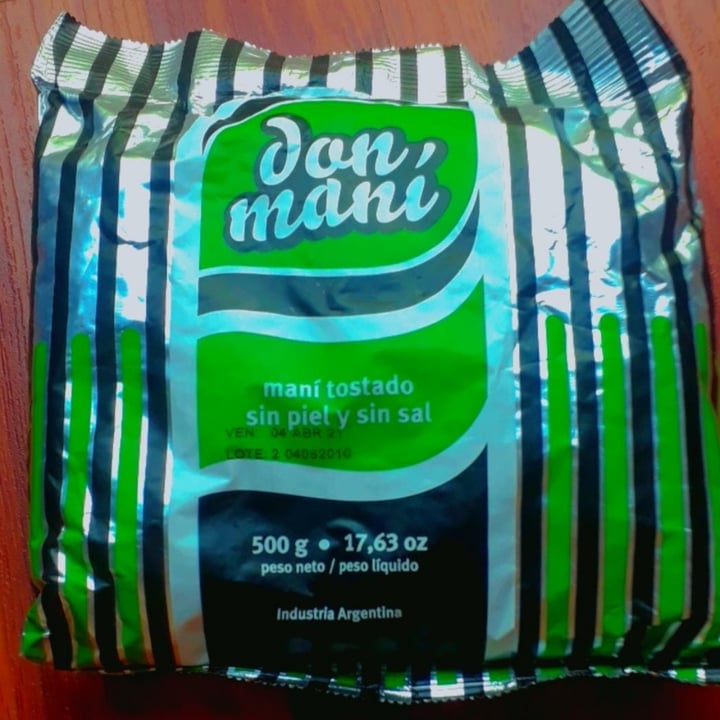 don
maní
maní tostado
sin piel y sin sal
VEN: 04 ABR 21
LOTE: 2 04082010
500 g • 17,63 oz
peso neto / peso líquido
Industria Argentina